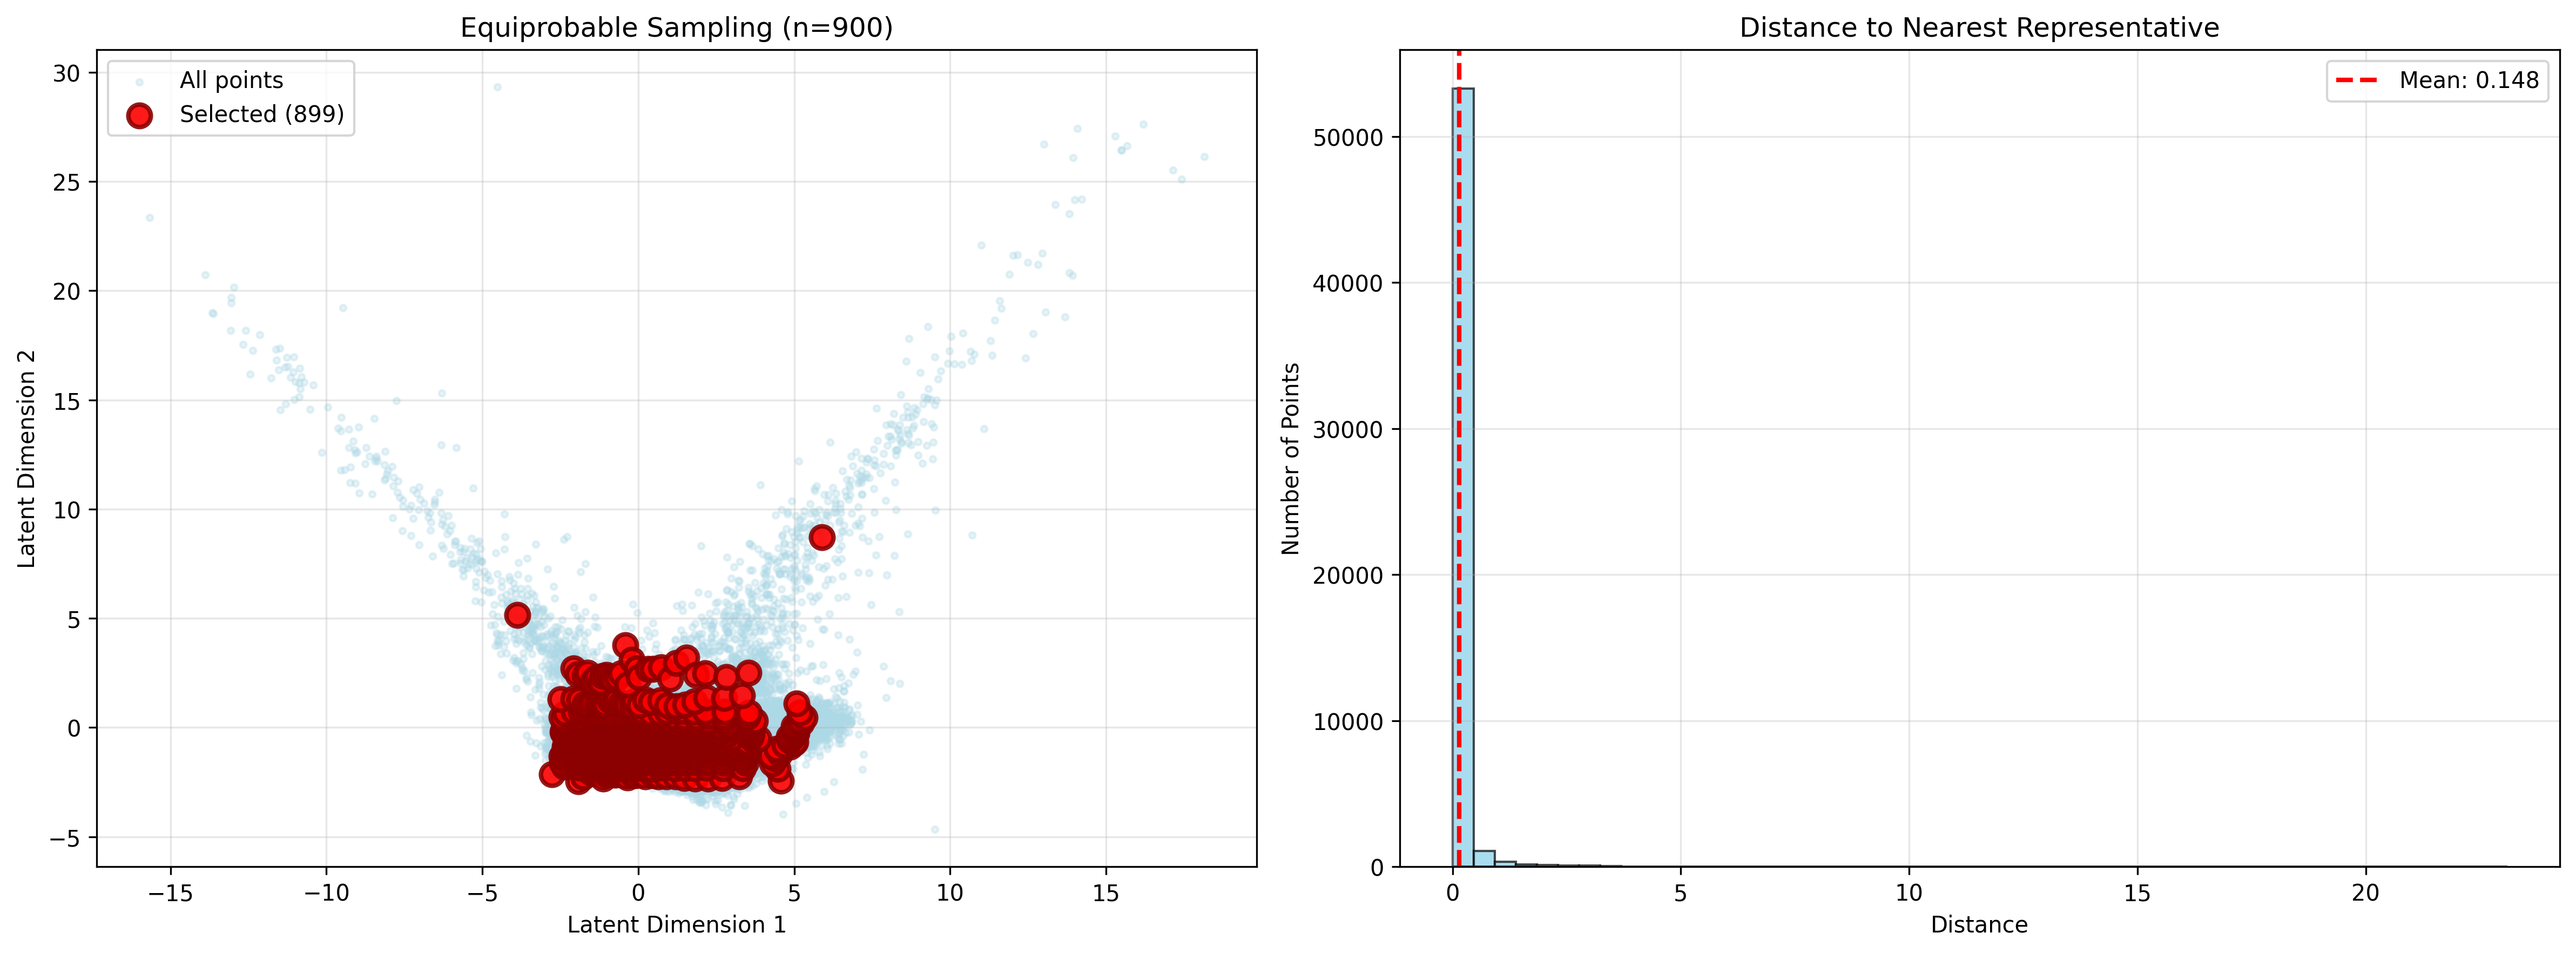 Equiprobable Sampling (n=900)
All points
Selected (899)
30
25
20
15
10
5
0
−5
Latent Dimension 2
−15
−10
−5
0
5
10
15
Latent Dimension 1
Distance to Nearest Representative
Mean: 0.148
50000
40000
30000
20000
10000
0
Number of Points
0
5
10
15
20
Distance